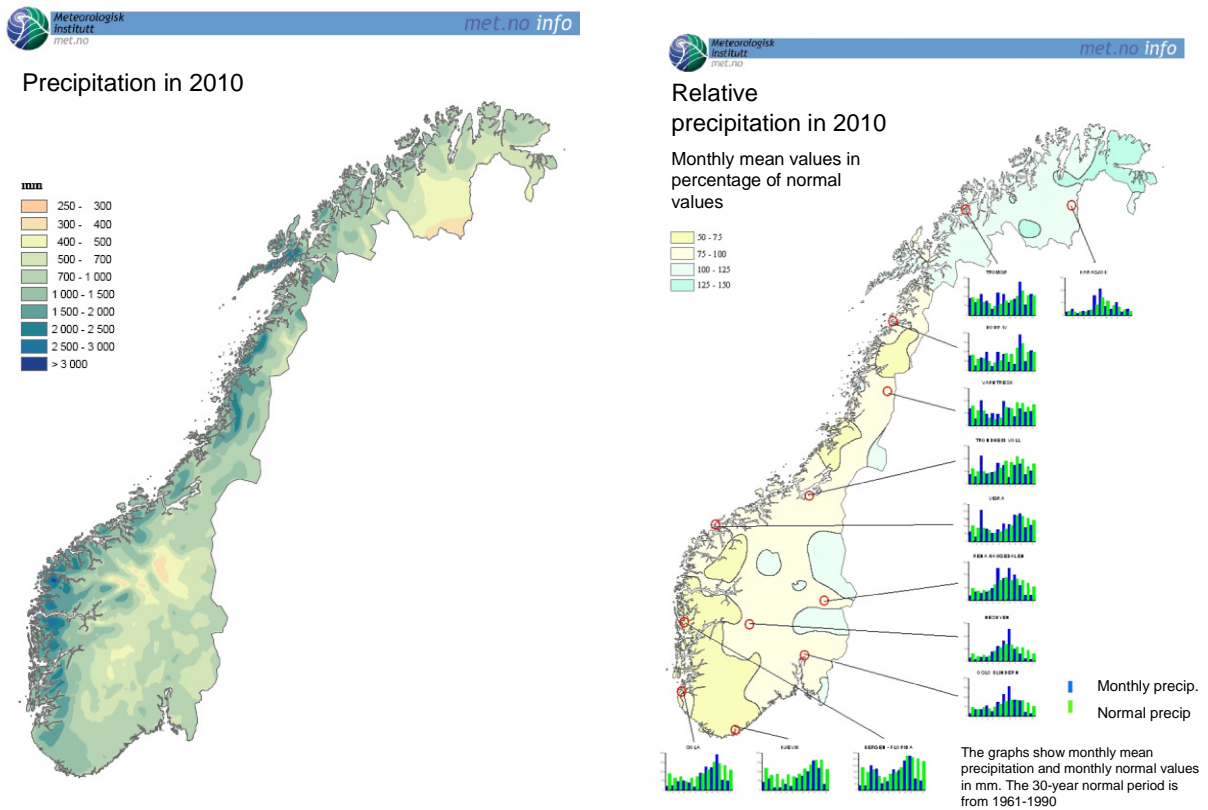 Meteorologisk
institutt
met.no
met.no info
Precipitation in 2010
mm
250 - 300
300 - 400
400 - 500
500 - 700
700 - 1 000
1 000 - 1 500
1 500 - 2 000
2 000 - 2 500
2 500 - 3 000
> 3 000
Meteorologisk
institutt
met.no
met.no info
Relative
precipitation in 2010
Monthly mean values in
percentage of normal
values
50 - 75
75 - 100
100 - 125
125 - 150
TROMSØ
VIGRA
SOLA
KJEVIK
BERGEN - FLORIDA
Monthly precip.
Normal precip
The graphs show monthly mean
precipitation and monthly normal values
in mm. The 30-year normal period is
from 1961-1990